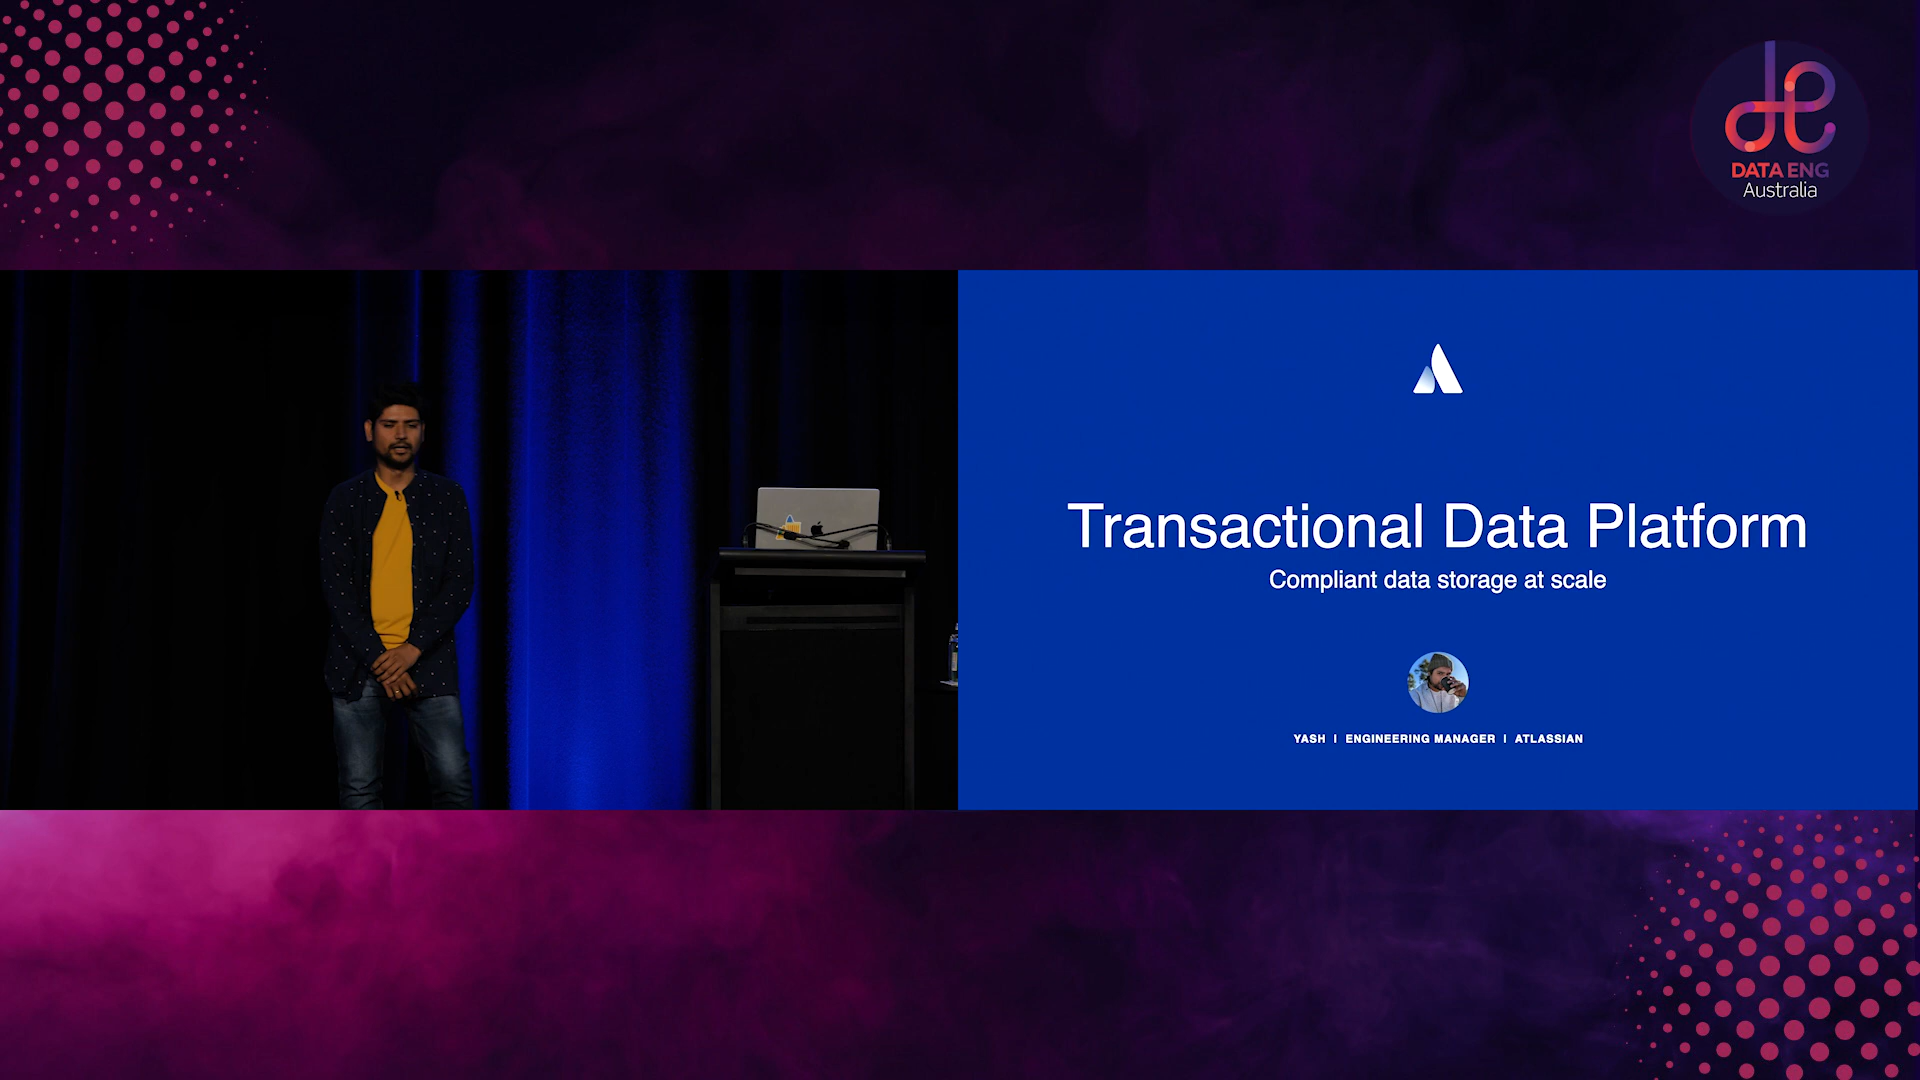 DATA ENG
Australia
Transactional Data Platform
Compliant data storage at scale
YASH | ENGINEERING MANAGER | ATLASSIAN